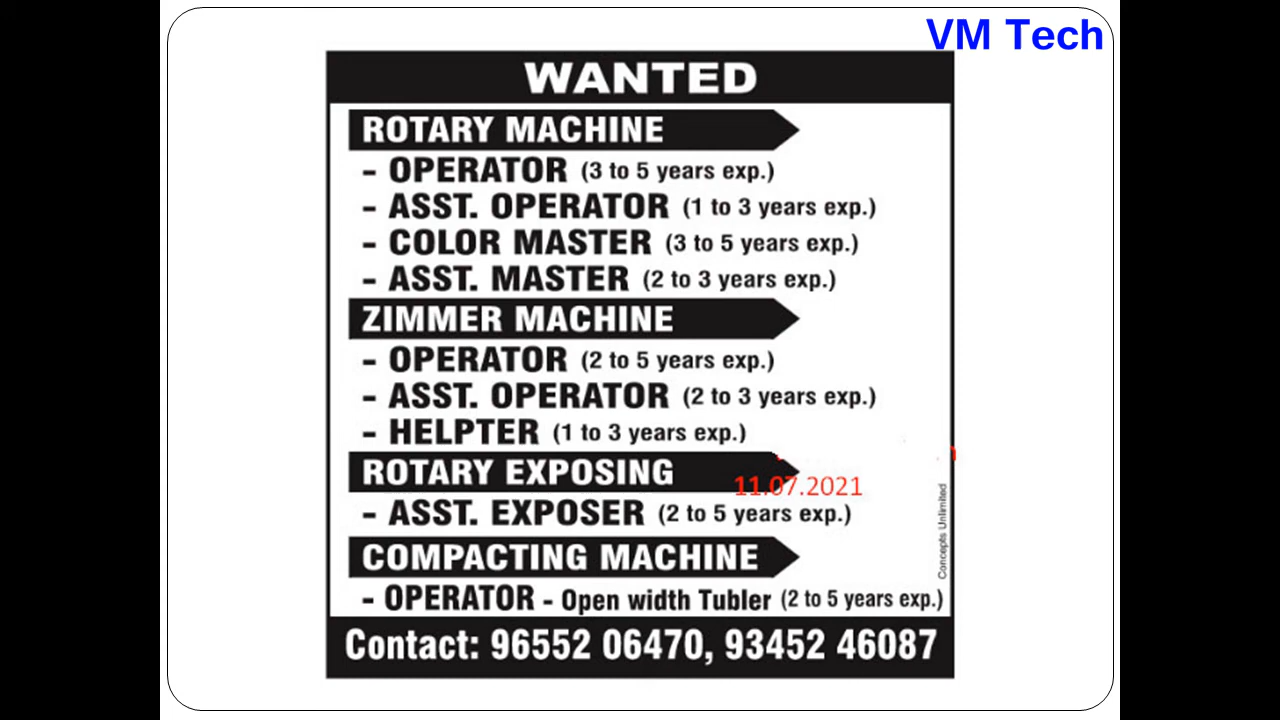 VM Tech
WANTED
ROTARY MACHINE
- OPERATOR (3 to 5 years exp.)
- ASST. OPERATOR (1 to 3 years exp.)
- COLOR MASTER (3 to 5 years exp.)
- ASST. MASTER (2 to 3 years exp.)
ZIMMER MACHINE
- OPERATOR (2 to 5 years exp.)
- ASST. OPERATOR (2 to 3 years exp.)
- HELPTER (1 to 3 years exp.)
ROTARY EXPOSING
11.07.2021
- ASST. EXPOSER (2 to 5 years exp.)
COMPACTING MACHINE
- OPERATOR - Open width Tubler (2 to 5 years exp.)
Concepts Unlimited
Contact: 96552 06470, 93452 46087